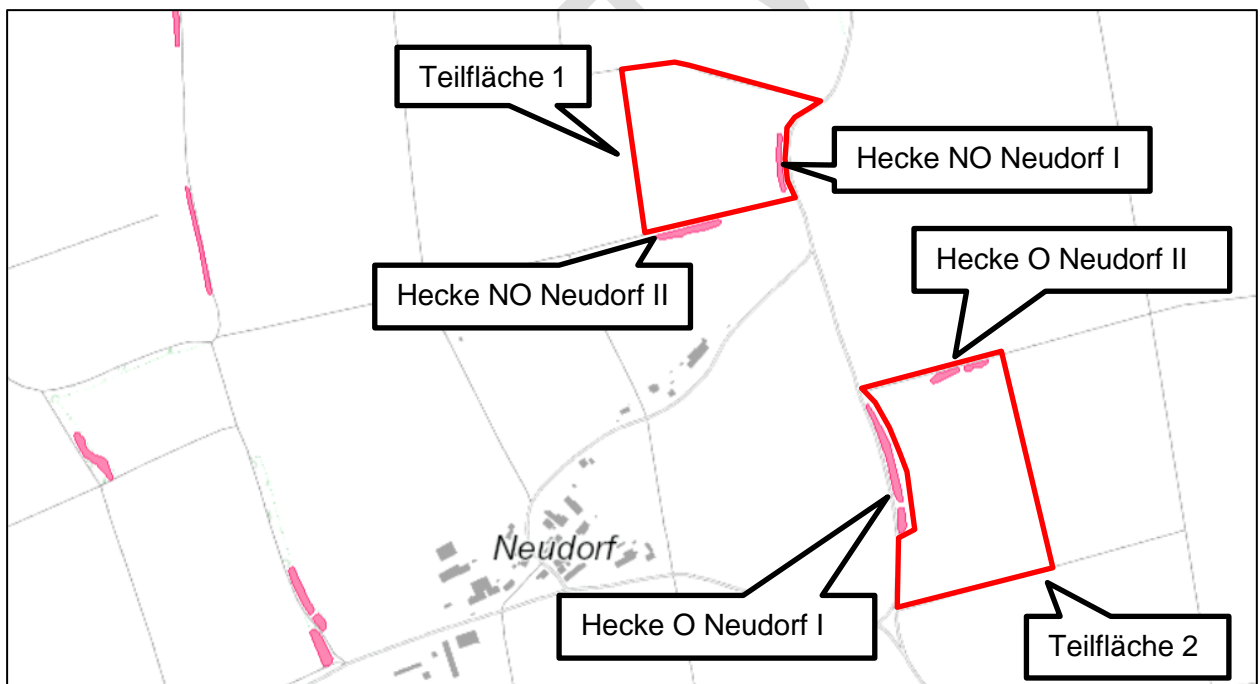 Teilfläche 1
Hecke NO Neudorf I
Hecke O Neudorf II
Hecke NO Neudorf II
Neudorf
Hecke O Neudorf I
Teilfläche 2